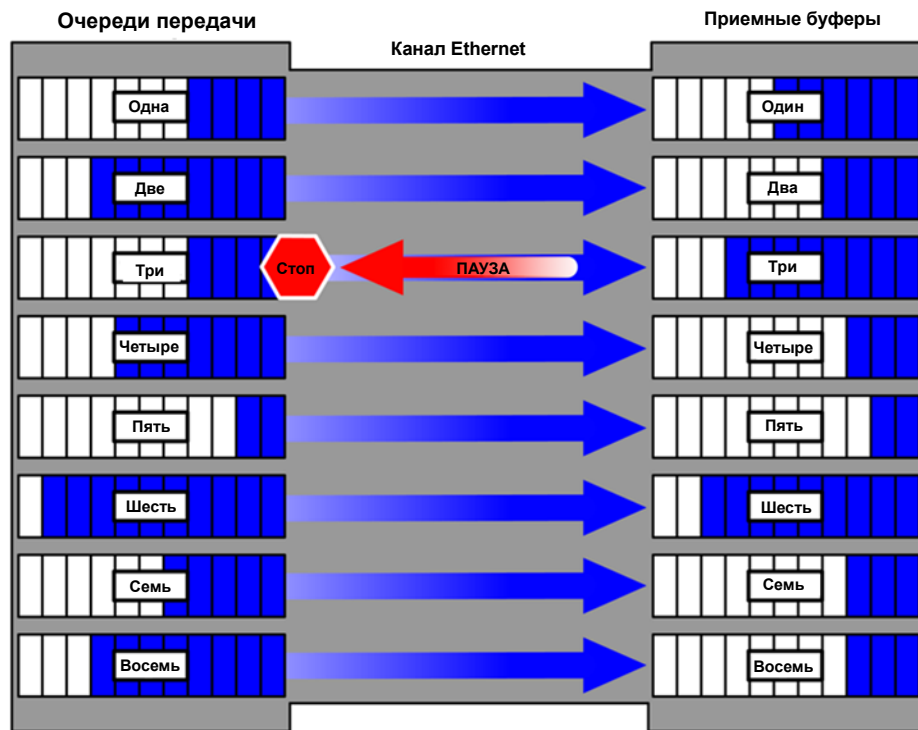 Очереди передачи
Приемные буферы
Канал Ethernet
Одна
Один
Две
Два
Три
Стоп
ПАУЗА
Три
Четыре
Четыре
Пять
Пять
Шесть
Шесть
Семь
Семь
Восемь
Восемь